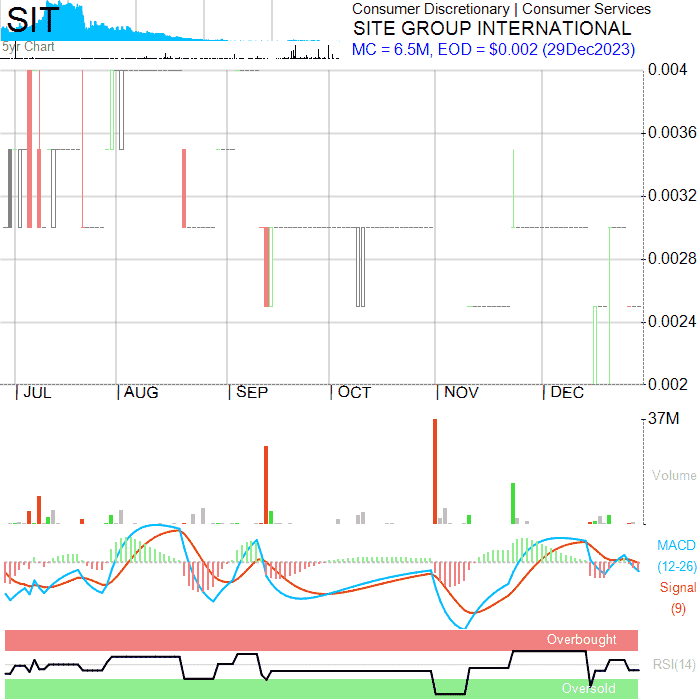 SIT
5yr Chart
Consumer Discretionary | Consumer Services
SITE GROUP INTERNATIONAL
MC = 6.5M, EOD = $0.002 (29Dec2023)
0.004
0.0036
0.0032
0.0028
0.0024
0.002
JUL AUG SEP OCT NOV DEC
37M
Volume
MACD
(12-26)
Signal
(9)
Overbought
RSI(14)
Oversold